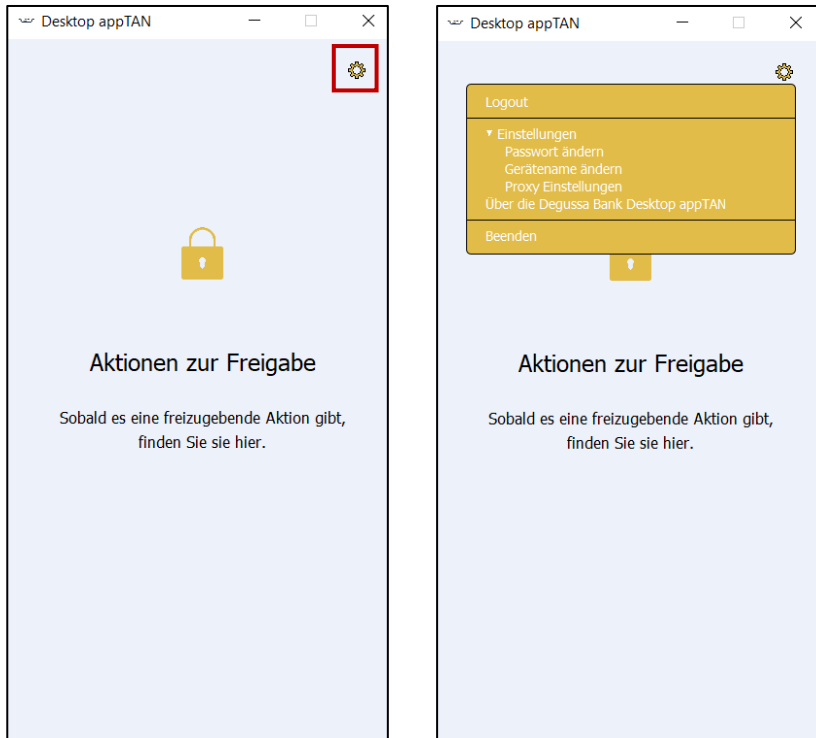 Desktop appTAN
Aktionen zur Freigabe
Sobald es eine freizugebende Aktion gibt,
finden Sie sie hier.
Desktop appTAN
Logout
Einstellungen
Passwort ändern
Gerätename ändern
Proxy Einstellungen
Über die Degussa Bank Desktop appTAN
Beenden
Aktionen zur Freigabe
Sobald es eine freizugebende Aktion gibt,
finden Sie sie hier.